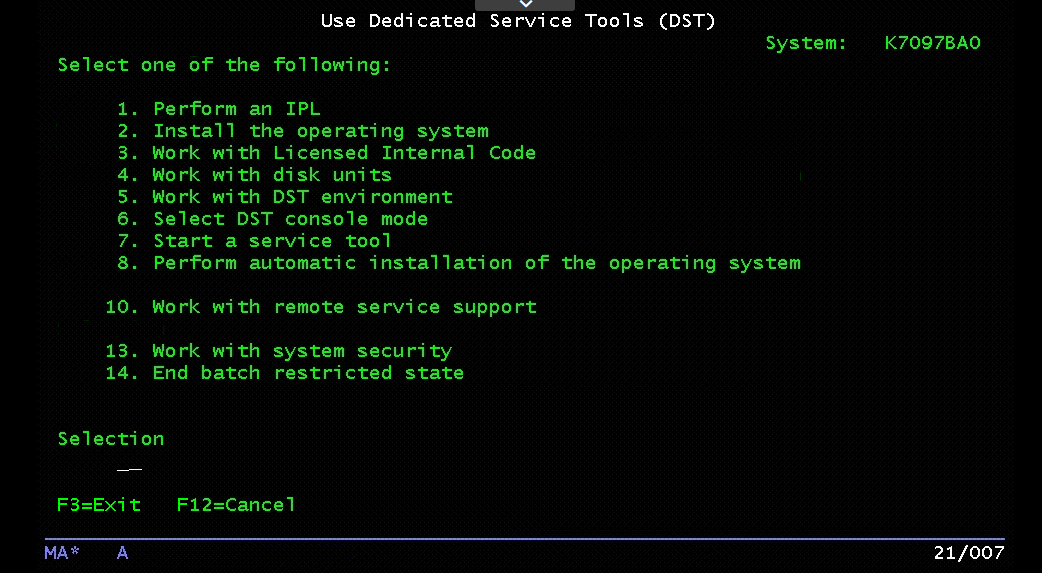 Use Dedicated Service Tools (DST)
System:   K7097BA0
Select one of the following:
1. Perform an IPL
2. Install the operating system
3. Work with Licensed Internal Code
4. Work with disk units
5. Work with DST environment
6. Select DST console mode
7. Start a service tool
8. Perform automatic installation of the operating system
10. Work with remote service support
13. Work with system security
14. End batch restricted state
Selection
F3=Exit   F12=Cancel
MA*   A   21/007